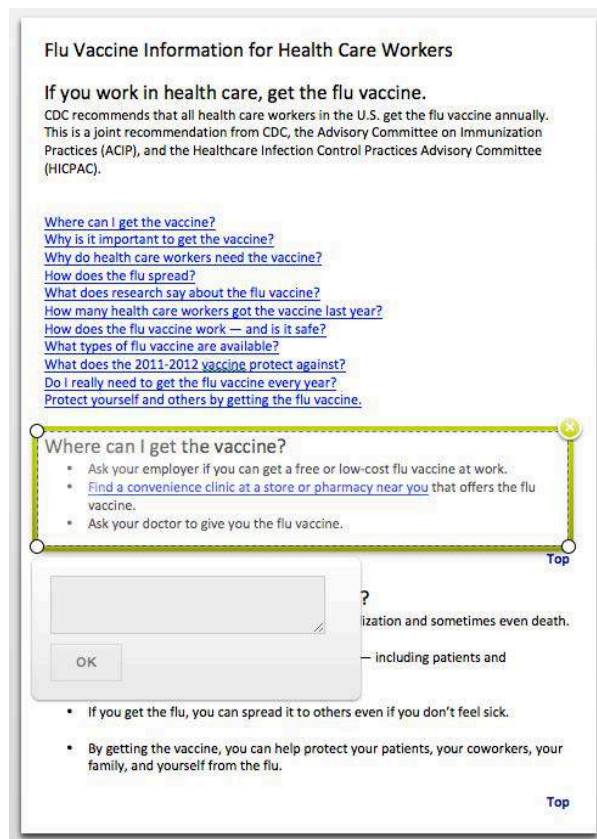 Flu Vaccine Information for Health Care Workers
If you work in health care, get the flu vaccine.
CDC recommends that all health care workers in the U.S. get the flu vaccine annually.
This is a joint recommendation from CDC, the Advisory Committee on Immunization
Practices (ACIP), and the Healthcare Infection Control Practices Advisory Committee
(HICPAC).
Where can I get the vaccine?
Why is it important to get the vaccine?
Why do health care workers need the vaccine?
How does the flu spread?
What does research say about the flu vaccine?
How many health care workers got the vaccine last year?
How does the flu vaccine work — and is it safe?
What types of flu vaccine are available?
What does the 2011-2012 vaccine protect against?
Do I really need to get the flu vaccine every year?
Protect yourself and others by getting the flu vaccine.
Where can I get the vaccine?
• Ask your employer if you can get a free or low-cost flu vaccine at work.
• Find a convenience clinic at a store or pharmacy near you that offers the flu
vaccine.
• Ask your doctor to give you the flu vaccine.
Top
?
ization and sometimes even death.
— including patients and
OK
• If you get the flu, you can spread it to others even if you don't feel sick.
• By getting the vaccine, you can help protect your patients, your coworkers, your
family, and yourself from the flu.
Top